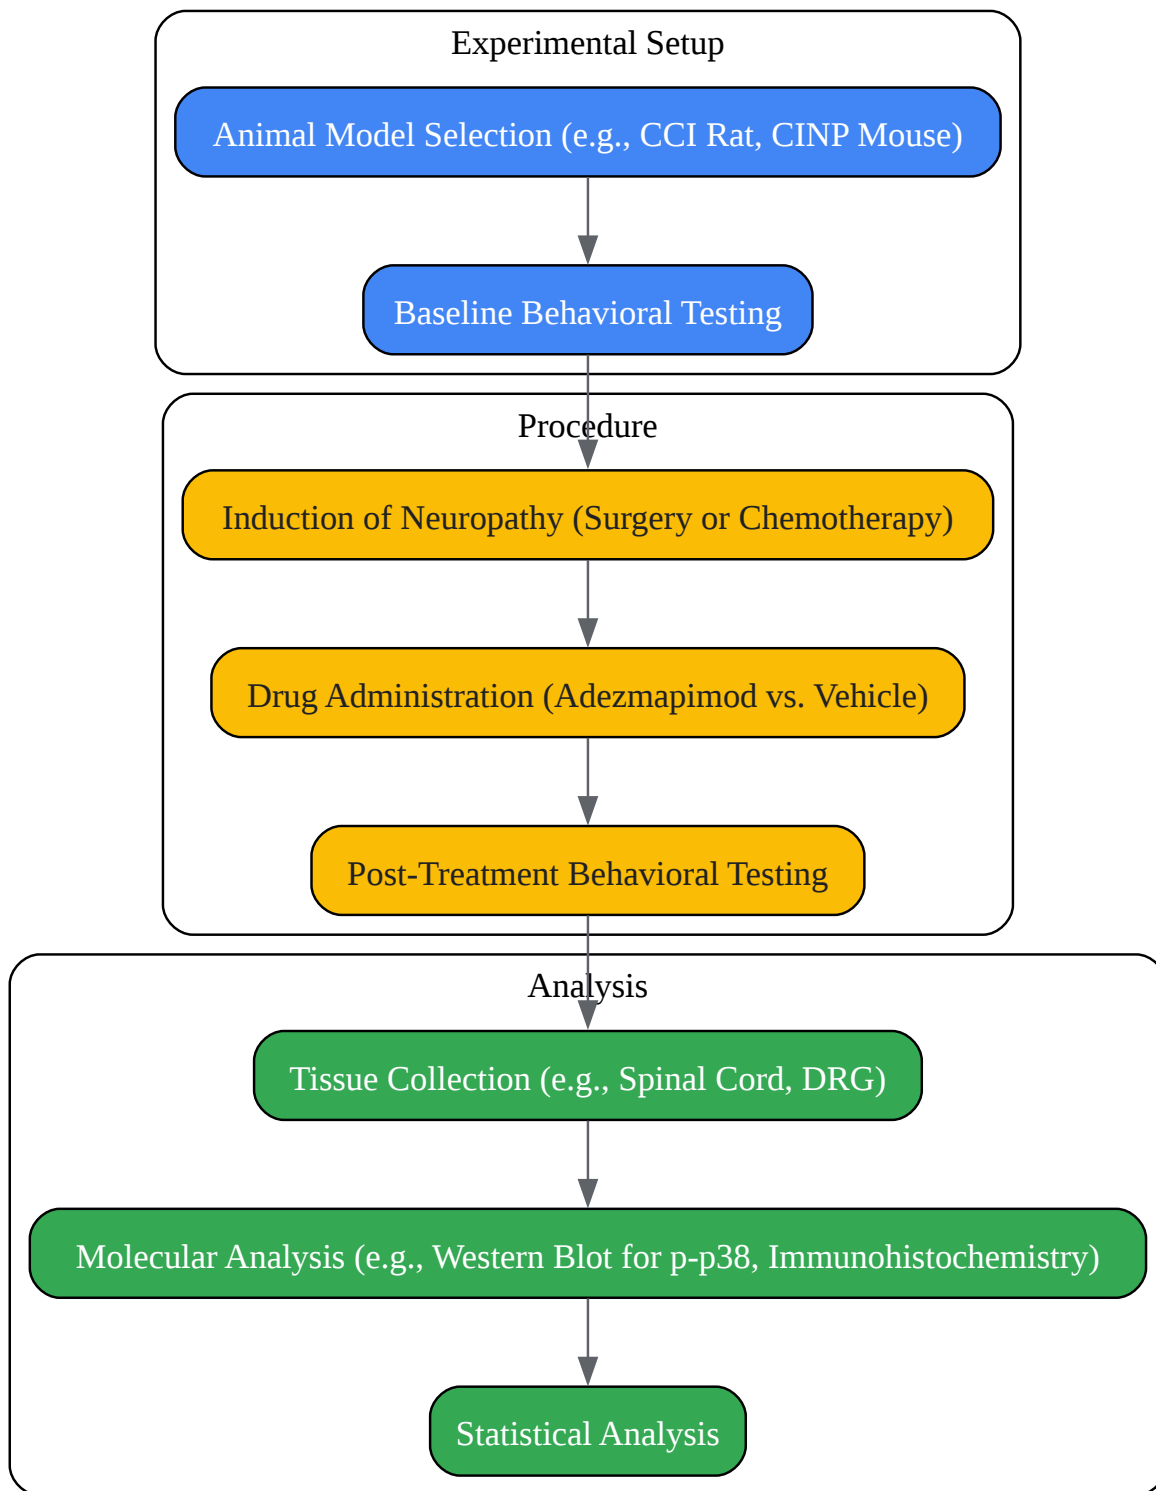 Experimental Setup
Animal Model Selection (e.g., CCI Rat, CINP Mouse)
Baseline Behavioral Testing
Procedure
Induction of Neuropathy (Surgery or Chemotherapy)
Drug Administration (Adezmapimod vs. Vehicle)
Post-Treatment Behavioral Testing
Analysis
Tissue Collection (e.g., Spinal Cord, DRG)
Molecular Analysis (e.g., Western Blot for p-p38, Immunohistochemistry)
Statistical Analysis